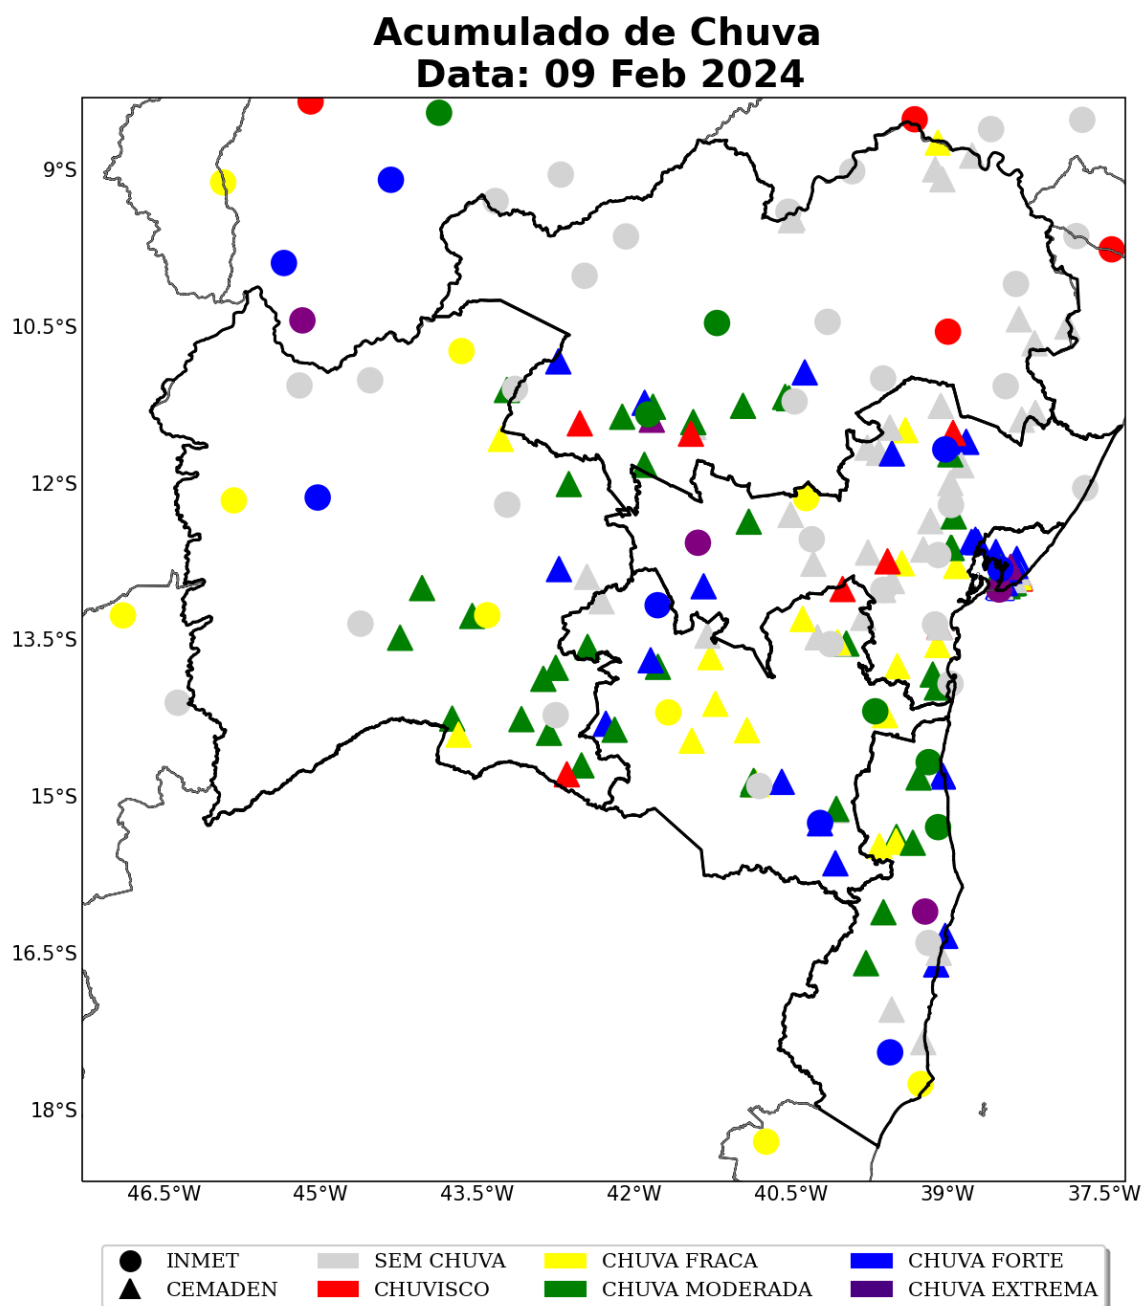 Acumulado de Chuva
Data: 09 Feb 2024
9°S
10.5°S
12°S
13.5°S
15°S
16.5°S
18°S
46.5°W 45°W 43.5°W 42°W 40.5°W 39°W 37.5°W
INMET SEM CHUVA CHUVA FRACA CHUVA FORTE
CEMADEN CHUVISCO CHUVA MODERADA CHUVA EXTREMA